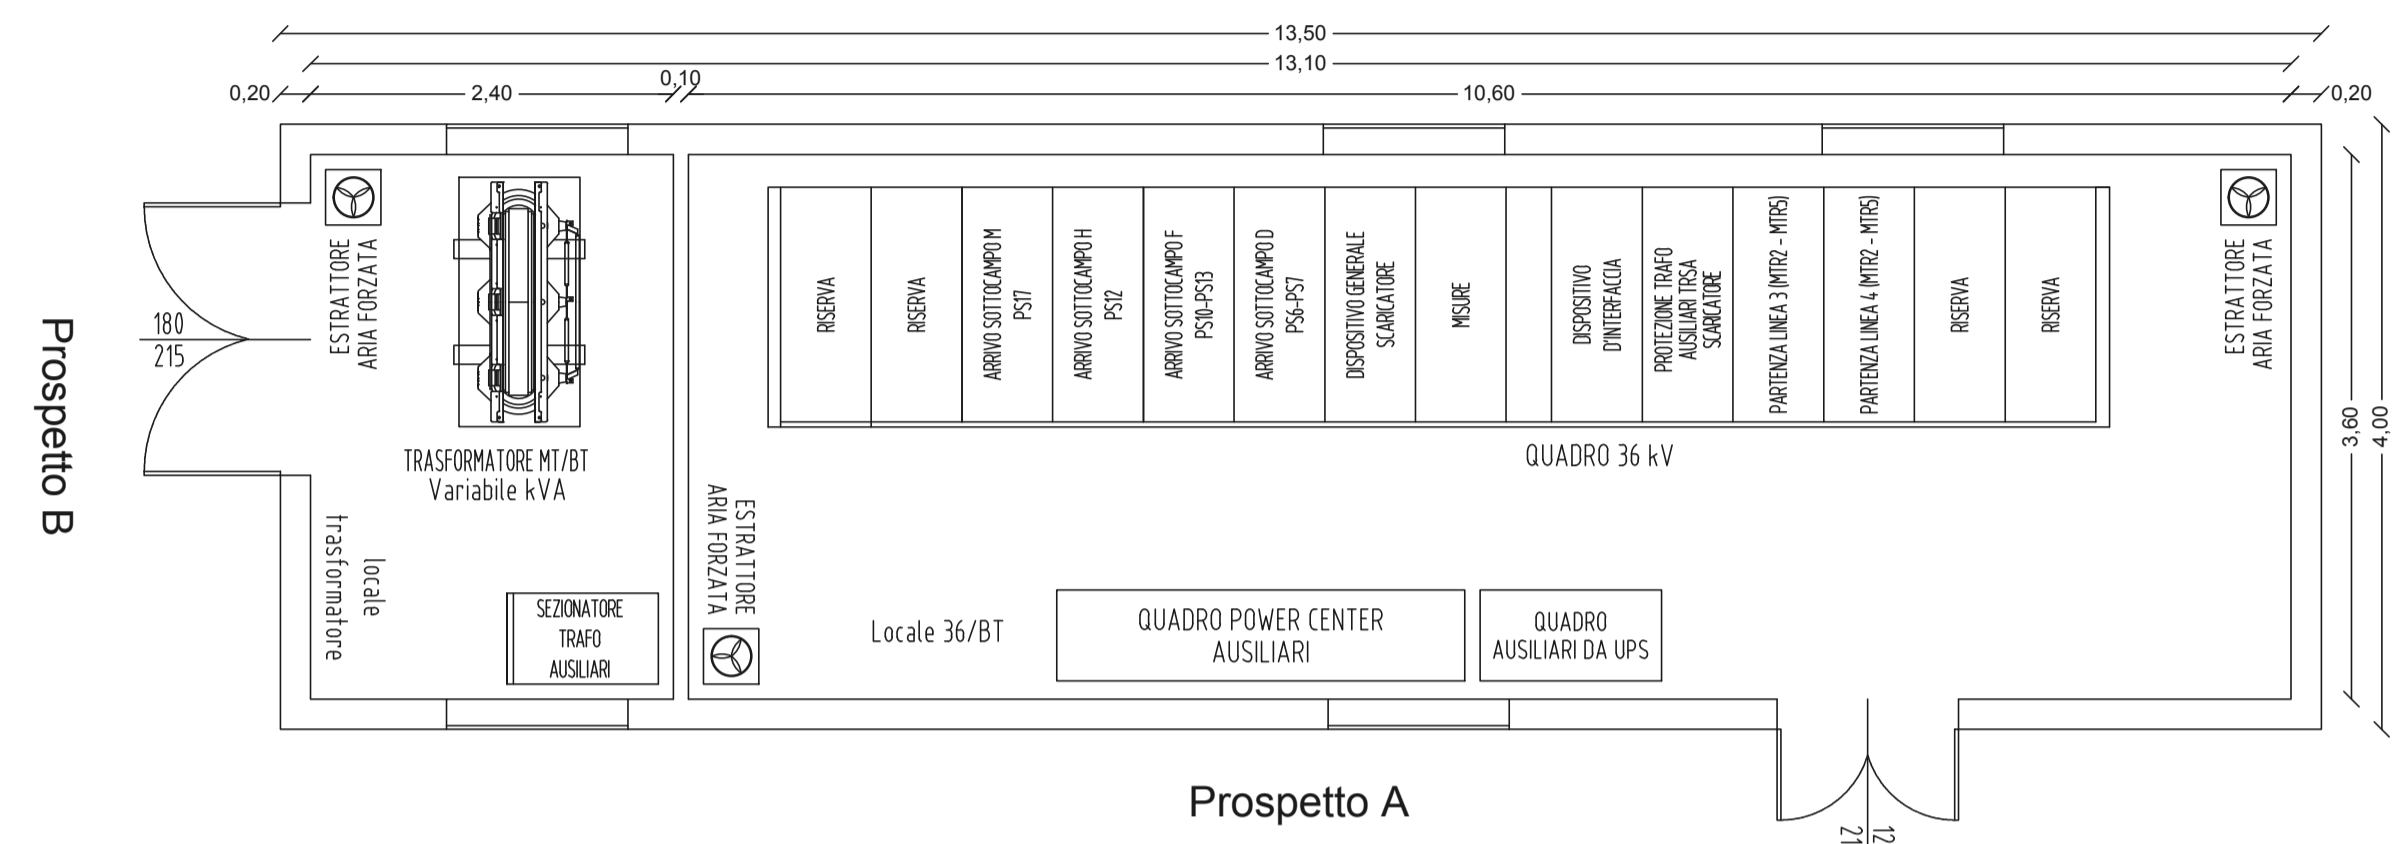 13,50
13,10
0,20
2,40
0,10
10,60
0,20
3,60
4,00
Prospetto B
180
215
ESTRATTORE
ARIA FORZATA
TRASFORMATORE MT/BT
Variabile kVA
locale
trasformatore
SEZIONATORE
TRAFO
AUSILIARI
RISERVA
RISERVA
ARRIVO SOTTOCAMPO M
PS17
ARRIVO SOTTOCAMPO H
PS12
ARRIVO SOTTOCAMPO F
PS10-PS13
ARRIVO SOTTOCAMPO D
PS6-PS7
DISPOSITIVO GENERALE
SCARICATORE
MISURE
DISPOSITIVO
D'INTERFACCIA
PROTEZIONE TRAFO
AUSILIARI TRSA
SCARICATORE
PARTENZA LINEA 3 (MTR2 - MTR5)
PARTENZA LINEA 4 (MTR2 - MTR5)
RISERVA
RISERVA
QUADRO 36 kV
ESTRATTORE
ARIA FORZATA
ESTRATTORE
ARIA FORZATA
Locale 36/BT
QUADRO POWER CENTER
AUSILIARI
QUADRO
AUSILIARI DA UPS
Prospetto A
12
21